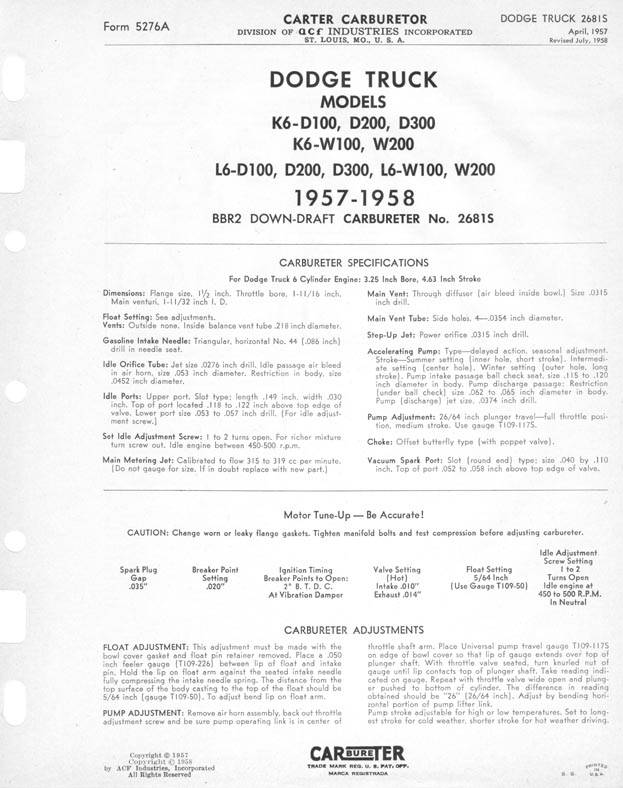 Form 5276A
CARTER CARBURETOR
DIVISION OF acf INDUSTRIES INCORPORATED
ST. LOUIS, MO., U. S. A.
DODGE TRUCK 2681S
April, 1957
Revised July, 1958
DODGE TRUCK
MODELS
K6-D100, D200, D300
K6-W100, W200
L6-D100, D200, D300, L6-W100, W200
1957-1958
BBR2 DOWN-DRAFT CARBURETER No. 2681S
CARBURETER SPECIFICATIONS
For Dodge Truck 6 Cylinder Engine: 3.25 Inch Bore, 4.63 Inch Stroke
Dimensions: Flange size, 1½ inch. Throttle bore, 1-11/16 inch.
Main venturi, 1-11/32 inch I. D.
Float Setting: See adjustments.
Vents: Outside none. Inside balance vent tube .218 inch diameter.
Gasoline Intake Needle: Triangular, horizontal No. 44 (.086 inch)
drill in needle seat.
Idle Orifice Tube: Jet size .0276 inch drill. Idle passage air bleed
in air horn, size .053 inch diameter. Restriction in body, size
.0452 inch diameter.
Idle Ports: Upper port. Slot type; length .149 inch, width .030
inch. Top of port located .118 to .122 inch above top edge of
valve. Lower port size .053 to .057 inch drill. (For idle adjust-
ment screw.)
Set Idle Adjustment Screw: 1 to 2 turns open. For richer mixture
turn screw out. Idle engine between 450-500 r.p.m.
Main Metering Jet: Calibrated to flow 315 to 319 cc per minute.
(Do not gauge for size. If in doubt replace with new part.)
Main Vent: Through diffuser (air bleed inside bowl.) Size .0315
inch drill.
Main Vent Tube: Side holes, 4—.0354 inch diameter.
Step-Up Jet: Power orifice .0315 inch drill.
Accelerating Pump: Type—delayed action, seasonal adjustment.
Stroke—Summer setting (inner hole, short stroke). Intermedi-
ate setting (center hole). Winter setting (outer hole, long
stroke). Pump intake passage ball check seat, size .115 to .120
inch diameter in body. Pump discharge passage: Restriction
(under ball check) size .062 to .065 inch diameter in body.
Pump (discharge) jet size, .0374 inch drill.
Pump Adjustment: 26/64 inch plunger travel—full throttle posi-
tion, medium stroke. Use gauge T109-117S.
Choke: Offset butterfly type (with poppet valve).
Vacuum Spark Port: Slot (round end) type; size .040 by .110
inch. Top of port .052 to .058 inch above top edge of valve.
Motor Tune-Up — Be Accurate!
CAUTION: Change worn or leaky flange gaskets. Tighten manifold bolts and test compression before adjusting carbureter.
Spark Plug
Gap
.035"
Breaker Point
Setting
.020"
Ignition Timing
Breaker Points to Open:
2° B. T. D. C.
At Vibration Damper
Valve Setting
(Hot)
Intake .010"
Exhaust .014"
Float Setting
5/64 Inch
(Use Gauge T109-50)
Idle Adjustment
Screw Setting
1 to 2
Turns Open
Idle engine at
450 to 500 R.P.M.
In Neutral
CARBURETER ADJUSTMENTS
FLOAT ADJUSTMENT: This adjustment must be made with the
bowl cover gasket and float pin retainer removed. Place a .050
inch feeler gauge (T109-226) between lip of float and intake
pin. Hold the lip on float arm against the seated intake needle
fully compressing the intake needle spring. The distance from the
top surface of the body casting to the top of the float should be
5/64 inch (gauge T109-50). To adjust bend lip on float arm.
PUMP ADJUSTMENT: Remove air horn assembly, back out throttle
adjustment screw and be sure pump operating link is in center of
throttle shaft arm. Place Universal pump travel gauge T109-117S
on edge of bowl cover so that lip of gauge extends over top of
plunger shaft. With throttle valve seated, turn knurled nut of
gauge until lip contacts top of plunger shaft. Take reading indi-
cated on gauge. Repeat with throttle valve wide open and plung-
er pushed to bottom of cylinder. The difference in reading
obtained should be "26" (26/64 inch). Adjust by bending hori-
zontal portion of pump lifter link.
Pump stroke adjustable for high or low temperatures. Set to long-
est stroke for cold weather, shorter stroke for hot weather driving.
Copyright © 1957
Copyright © 1958
by ACF Industries, Incorporated
All Rights Reserved
CARBURETER
TRADE MARK REG. U. S. PAT. OFF.
MARCA REGISTRADA
PRINTED
IN
U.S.A.